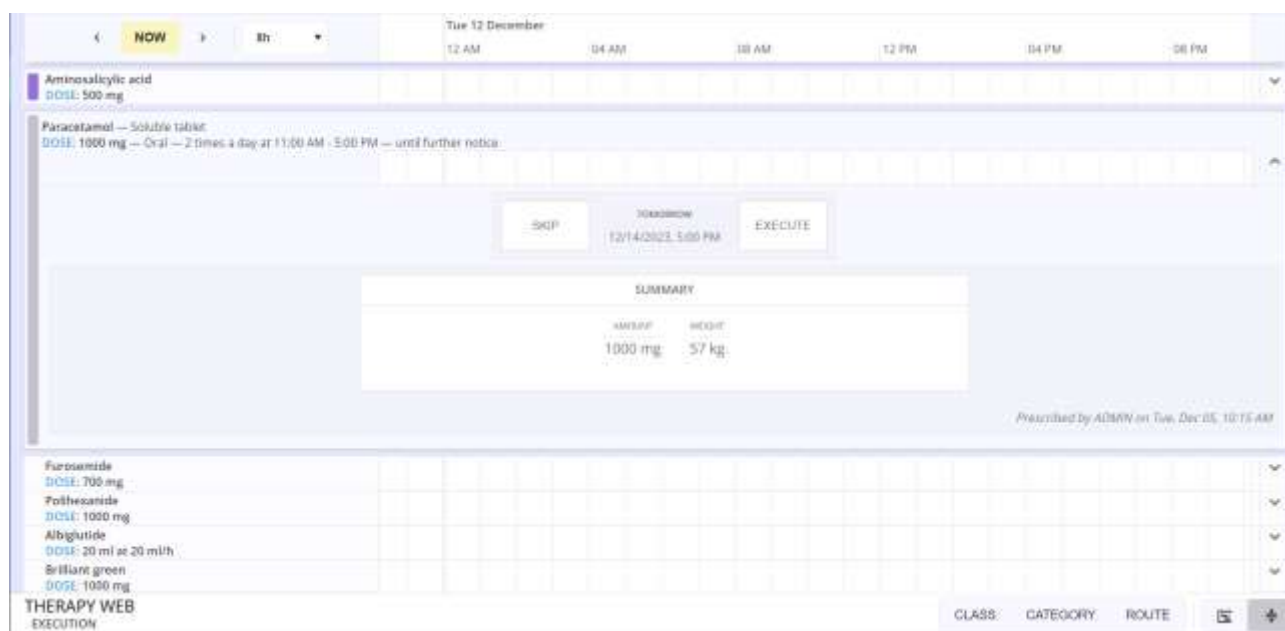 Tue 12 December
NOW 8h
12 AM 04 AM 08 AM 12 PM 04 PM 08 PM
Aminosalicylic acid
DOSE: 500 mg
Paracetamol — Soluble tablet
DOSE: 1000 mg — Oral — 2 times a day at 11:00 AM - 5:00 PM — until further notice
SKIP
TOMORROW
12/14/2023, 5:00 PM
EXECUTE
SUMMARY
AMOUNT WEIGHT
1000 mg 57 kg
Prescribed by ADMIN on Tue, Dec 05, 10:15 AM
Furosemide
DOSE: 700 mg
Polihexanide
DOSE: 1000 mg
Albiglutide
DOSE: 20 ml at 20 ml/h
Brilliant green
DOSE: 1000 mg
THERAPY WEB
EXECUTION
CLASS CATEGORY ROUTE